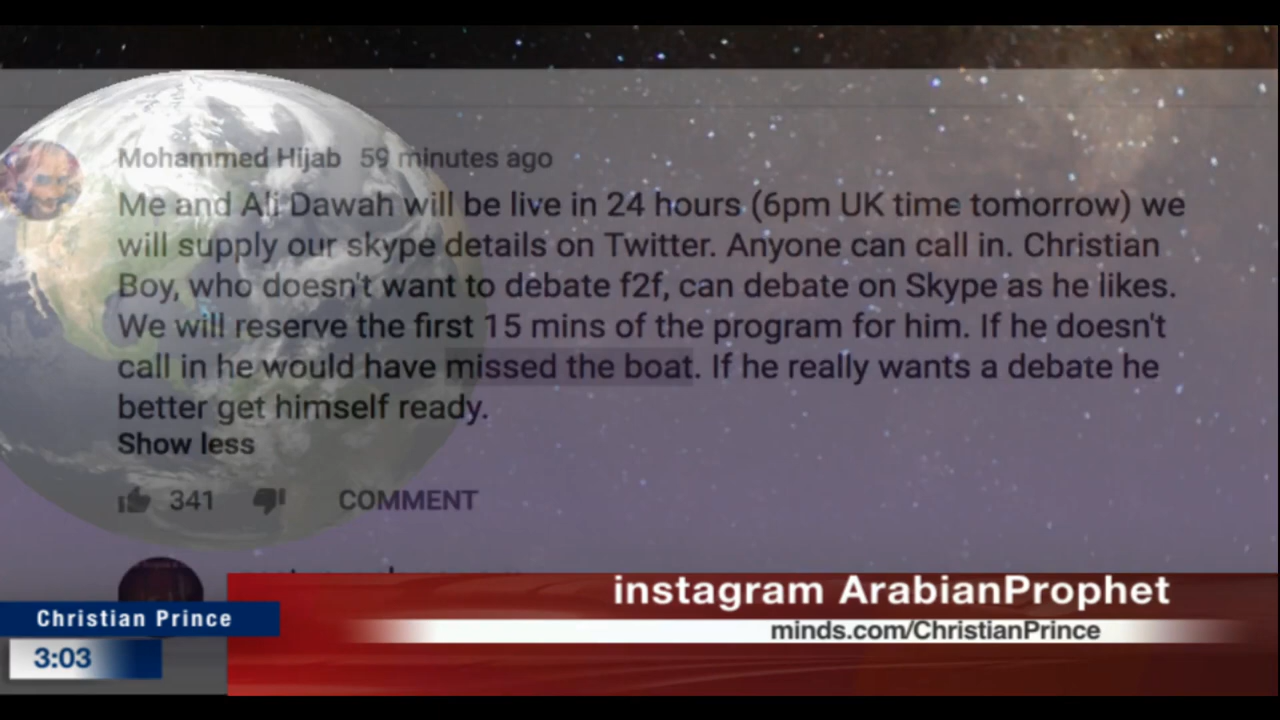 Mohammed Hijab 59 minutes ago
Me and Ali Dawah will be live in 24 hours (6pm UK time tomorrow) we
will supply our skype details on Twitter. Anyone can call in. Christian
Boy, who doesn't want to debate f2f, can debate on Skype as he likes.
We will reserve the first 15 mins of the program for him. If he doesn't
call in he would have missed the boat. If he really wants a debate he
better get himself ready.
Show less
341 COMMENT
instagram ArabianProphet
Christian Prince
minds.com/ChristianPrince
3:03